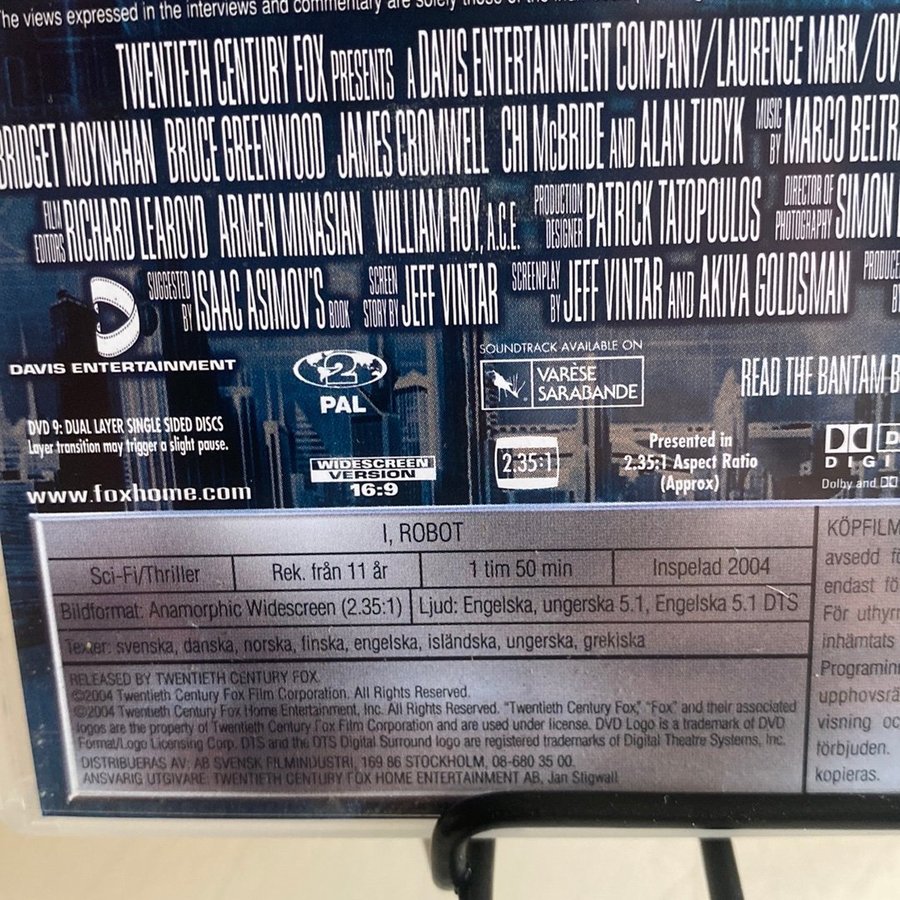 The views expressed in the interviews and commentary are solely those of the
TWENTIETH CENTURY FOX PRESENTS A DAVIS ENTERTAINMENT COMPANY/LAURENCE MARK/OV
BRIDGET MOYNAHAN BRUCE GREENWOOD JAMES CROMWELL CHI McBRIDE AND ALAN TUDYK MUSIC BY MARCO BELTR
FILM EDITORS RICHARD LEAROYD ARMEN MINASIAN WILLIAM HOY, A.C.E. PRODUCTION DESIGNER PATRICK TATOPOULOS DIRECTOR OF PHOTOGRAPHY SIMON
SUGGESTED BY ISAAC ASIMOV'S BOOK SCREEN STORY BY JEFF VINTAR SCREENPLAY BY JEFF VINTAR AND AKIVA GOLDSMAN PRODUCE
DAVIS ENTERTAINMENT
2
PAL
SOUNDTRACK AVAILABLE ON
VARÈSE
SARABANDE
READ THE BANTAM B
DVD 9: DUAL LAYER SINGLE SIDED DISCS
Layer transition may trigger a slight pause.
www.foxhome.com
WIDESCREEN
VERSION
16:9
2.35:1
Presented in
2.35:1 Aspect Ratio
(Approx)
DIGI
Dolby and
I, ROBOT
Sci-Fi/Thriller Rek. från 11 år 1 tim 50 min Inspelad 2004
Bildformat: Anamorphic Widescreen (2.35:1) Ljud: Engelska, ungerska 5.1, Engelska 5.1 DTS
Texter: svenska, danska, norska, finska, engelska, isländska, ungerska, grekiska
RELEASED BY TWENTIETH CENTURY FOX.
©2004 Twentieth Century Fox Film Corporation. All Rights Reserved.
©2004 Twentieth Century Fox Home Entertainment, Inc. All Rights Reserved. "Twentieth Century Fox," "Fox" and their associated
logos are the property of Twentieth Century Fox Film Corporation and are used under license. DVD Logo is a trademark of DVD
Format/Logo Licensing Corp. DTS and the DTS Digital Surround logo are registered trademarks of Digital Theatre Systems, Inc.
DISTRIBUERAS AV: AB SVENSK FILMINDUSTRI, 169 86 STOCKHOLM, 08-680 35 00.
ANSVARIG UTGIVARE: TWENTIETH CENTURY FOX HOME ENTERTAINMENT AB, Jan Stigwall
KÖPFILM
avsedd fö
endast fö
För uthyr
inhämtats
Programinn
upphovsrä
visning oc
förbjuden.
kopieras.